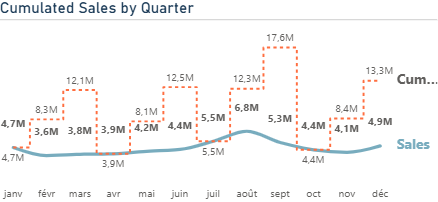 Cumulated Sales by Quarter
17,6M
13,3M
12,1M
12,5M
12,3M
Cum...
8,3M
8,1M
8,4M
6,8M
4,7M
3,6M
3,8M
3,9M
4,2M
4,4M
5,5M
5,3M
4,4M
4,1M
4,9M
Sales
4,7M
3,9M
5,5M
4,4M
janv févr mars avr mai juin juil août sept oct nov déc